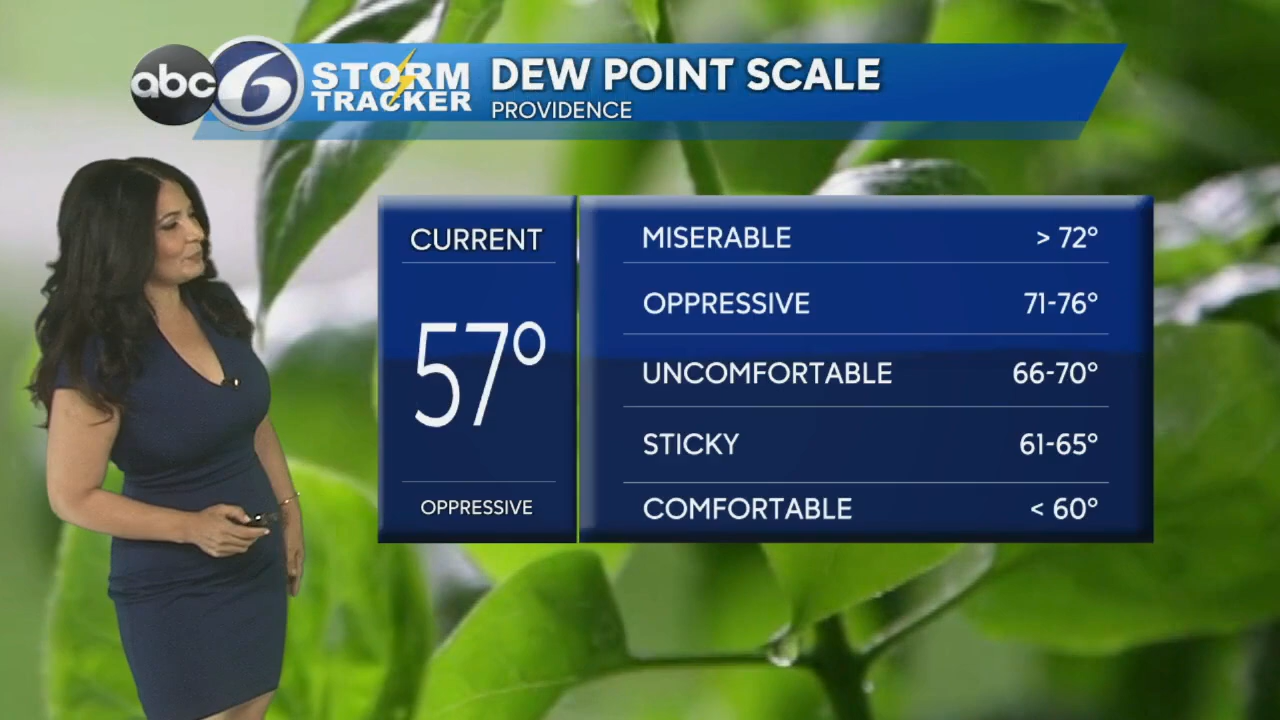 abc 6
STORM
TRACKER
DEW POINT SCALE
PROVIDENCE
CURRENT
57°
OPPRESSIVE
MISERABLE > 72°
OPPRESSIVE 71-76°
UNCOMFORTABLE 66-70°
STICKY 61-65°
COMFORTABLE < 60°